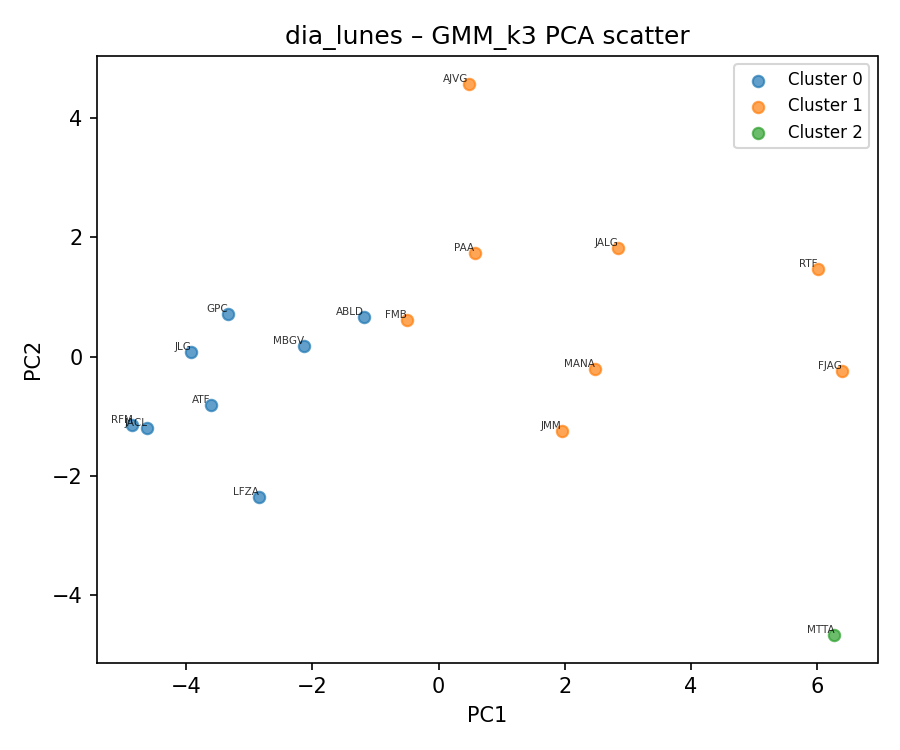 dia_lunes – GMM_k3 PCA scatter
Cluster 0
Cluster 1
Cluster 2
AJVG
PAA
JALG
RTF
GPC
ABLD
FMB
JLG
MBGV
MANA
FJAG
ATF
RFM
JACL
JMM
LFZA
MTTA
4
2
0
−2
−4
PC2
−4
−2
0
2
4
6
PC1